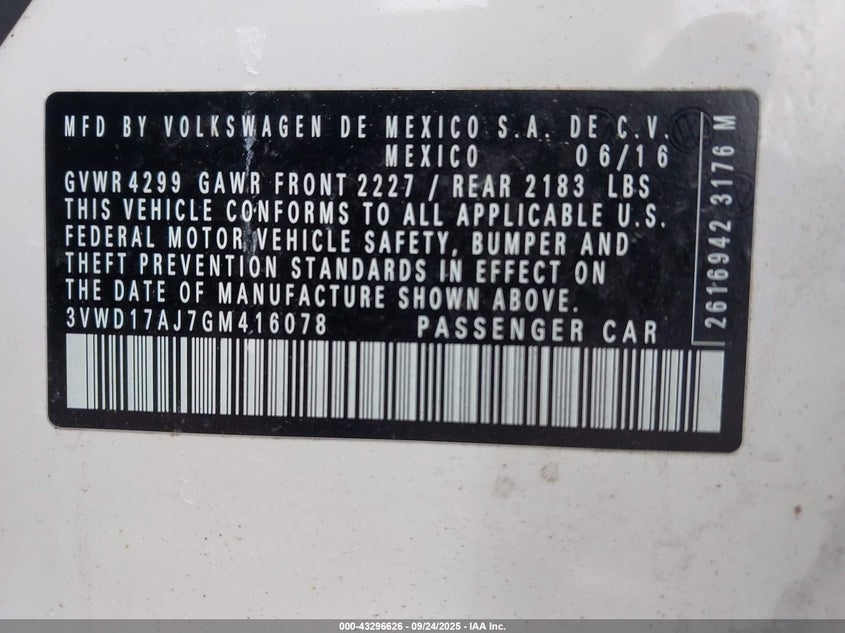 MFD BY VOLKSWAGEN DE MEXICO S.A. DE C.V.
MEXICO 06/16
GVWR 4299 GAWR FRONT 2227 / REAR 2183 LBS
THIS VEHICLE CONFORMS TO ALL APPLICABLE U.S.
FEDERAL MOTOR VEHICLE SAFETY, BUMPER AND
THEFT PREVENTION STANDARDS IN EFFECT ON
THE DATE OF MANUFACTURE SHOWN ABOVE.
3VWD17AJ7GM416078 PASSENGER CAR
2616942 3176 M
000-43296626 - 09/24/2025 - IAA Inc.